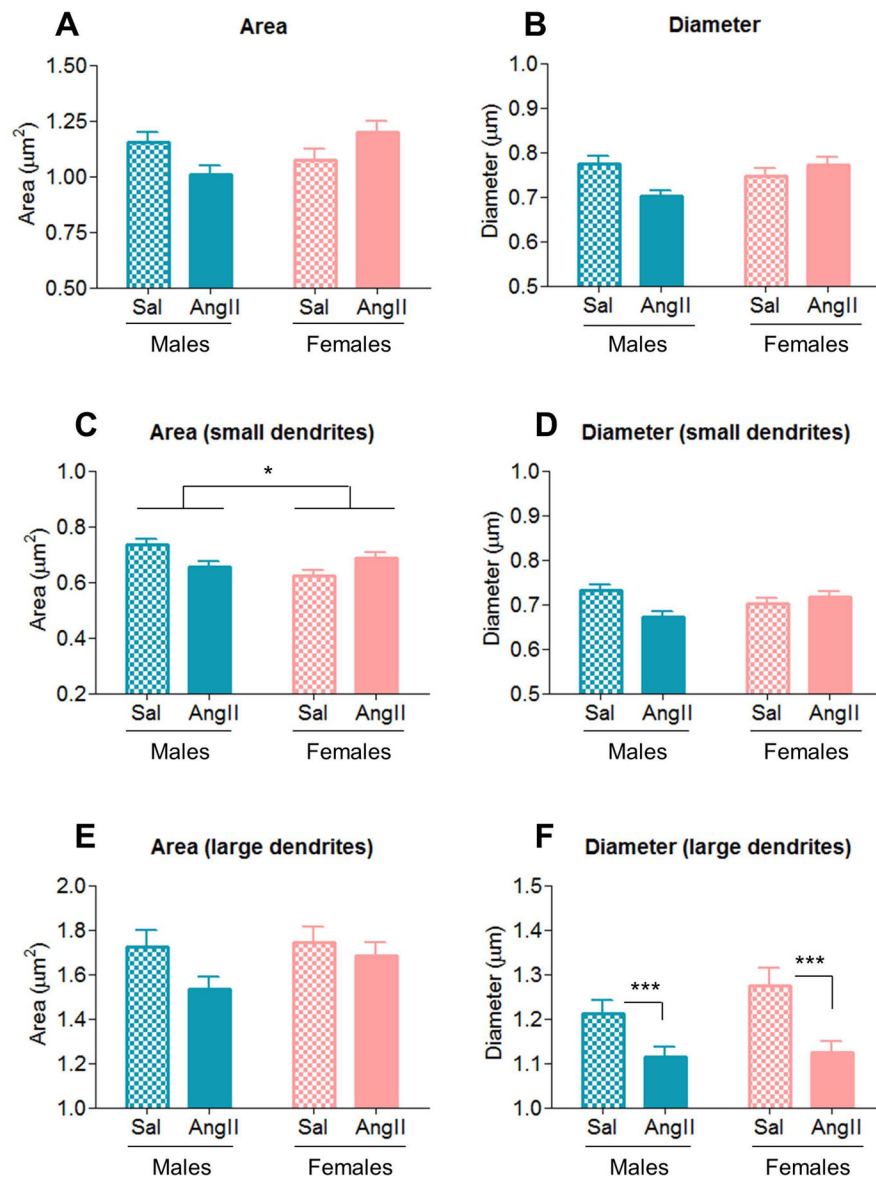 A
Area
Area (μm²)
1.50
1.25
1.00
0.75
0.50
Sal AngII Sal AngII
Males Females
B
Diameter
Diameter (μm)
1.0
0.9
0.8
0.7
0.6
0.5
Sal AngII Sal AngII
Males Females
C
Area (small dendrites)
Area (μm²)
*
1.0
0.8
0.6
0.4
0.2
Sal AngII Sal AngII
Males Females
D
Diameter (small dendrites)
Diameter (μm)
1.0
0.9
0.8
0.7
0.6
0.5
Sal AngII Sal AngII
Males Females
E
Area (large dendrites)
Area (μm²)
2.0
1.8
1.6
1.4
1.2
1.0
Sal AngII Sal AngII
Males Females
F
Diameter (large dendrites)
Diameter (μm)
1.5
1.4
1.3
1.2
1.1
1.0
*** ***
Sal AngII Sal AngII
Males Females